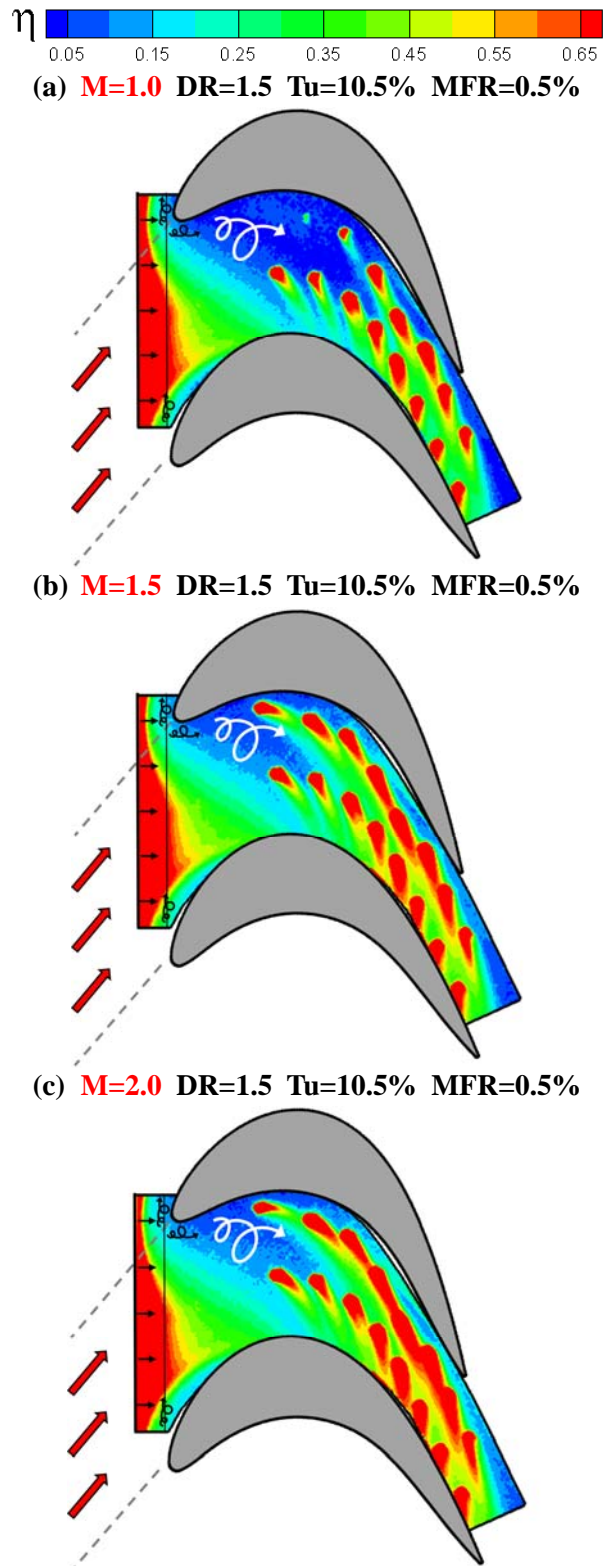 η
0.05 0.15 0.25 0.35 0.45 0.55 0.65
(a) M=1.0 DR=1.5 Tu=10.5% MFR=0.5%
(b) M=1.5 DR=1.5 Tu=10.5% MFR=0.5%
(c) M=2.0 DR=1.5 Tu=10.5% MFR=0.5%